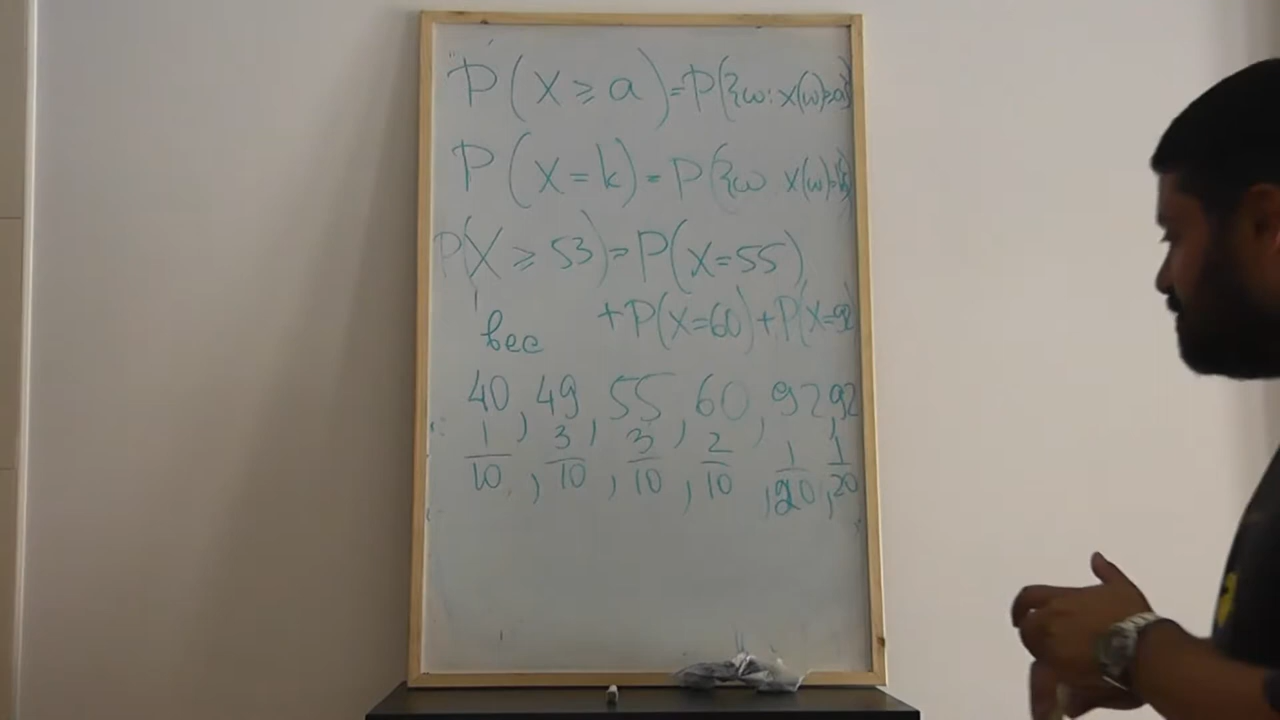 P(X ≥ a) = P({ω: X(ω) ≥ a})
P(X = k) = P({ω X(ω) = k})
P(X ≥ 53) = P(X = 55)
+ P(X = 60) + P(X = 92)
вес
40, 49, 55, 60, 92, 92
1/10, 3/10, 3/10, 2/10, 1/20, 1/20